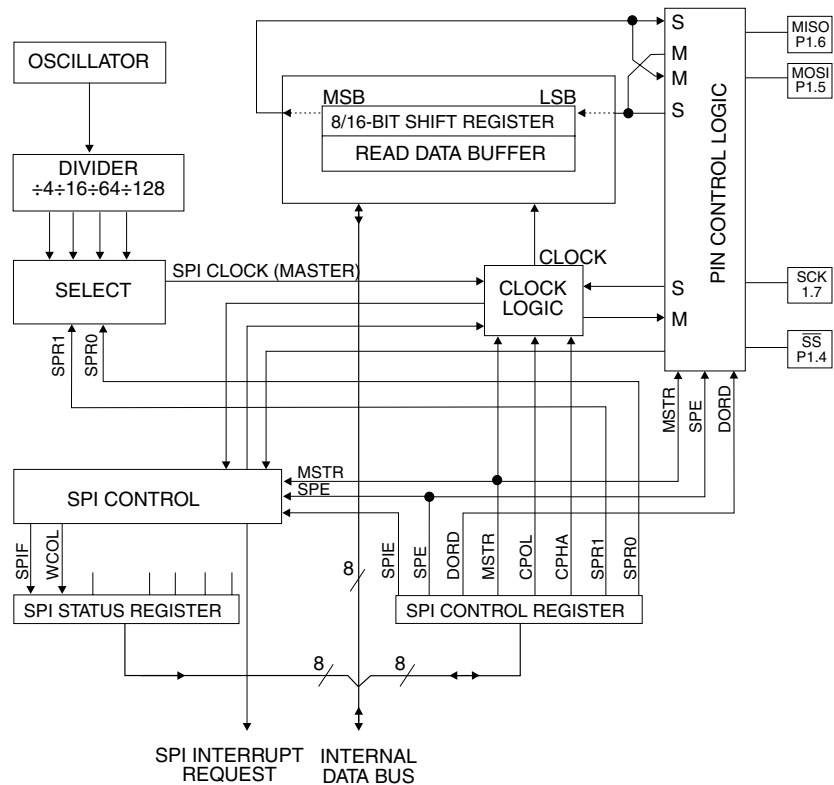 OSCILLATOR
DIVIDER
÷4÷16÷64÷128
SELECT
SPI CLOCK (MASTER)
SPR1
SPR0
MSB
LSB
8/16-BIT SHIFT REGISTER
READ DATA BUFFER
CLOCK
CLOCK
LOGIC
S
M
M
S
S
M
PIN CONTROL LOGIC
MISO
P1.6
MOSI
P1.5
SCK
1.7
SS
P1.4
MSTR
SPE
DORD
SPI CONTROL
MSTR
SPE
SPIF
WCOL
SPI STATUS REGISTER
8
SPIE
SPE
DORD
MSTR
CPOL
CPHA
SPR1
SPR0
SPI CONTROL REGISTER
8
8
SPI INTERRUPT
REQUEST
INTERNAL
DATA BUS